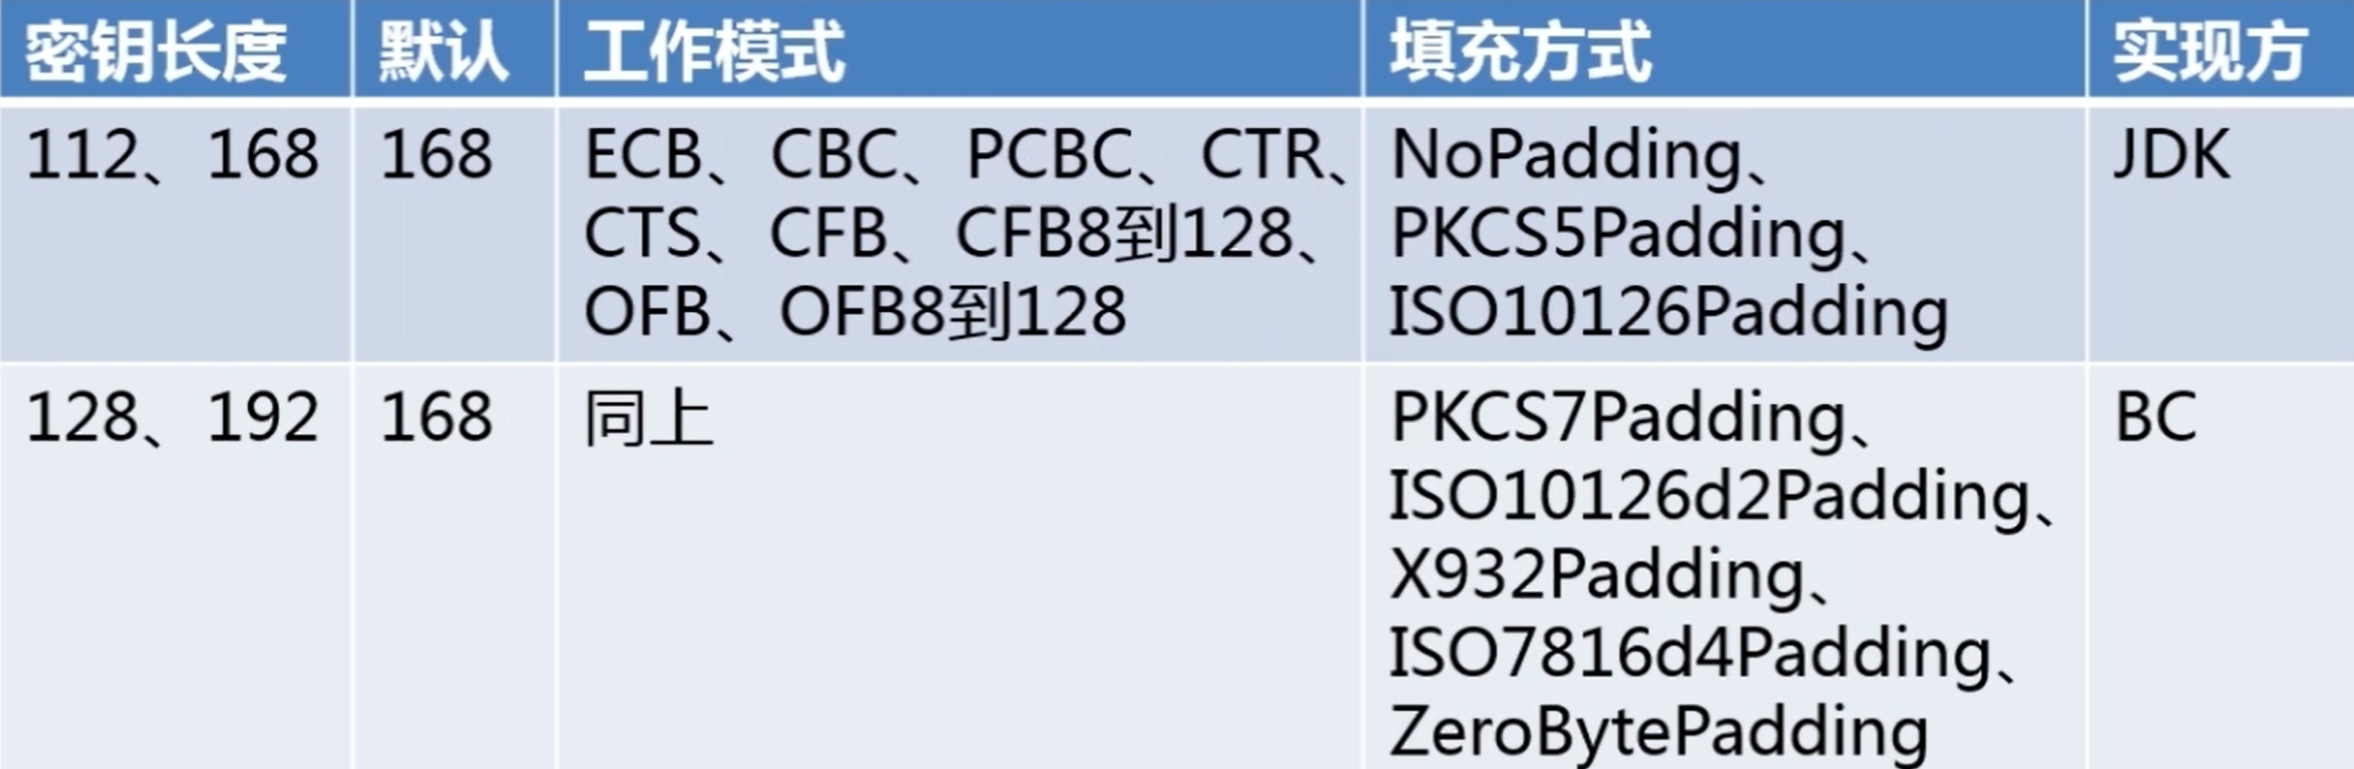 密钥长度 默认 工作模式 填充方式 实现方
112、168 168 ECB、CBC、PCBC、CTR、 NoPadding、 JDK
CTS、CFB、CFB8到128、 PKCS5Padding、
OFB、OFB8到128 ISO10126Padding
128、192 168 同上 PKCS7Padding、 BC
ISO10126d2Padding、
X932Padding、
ISO7816d4Padding、
ZeroBytePadding